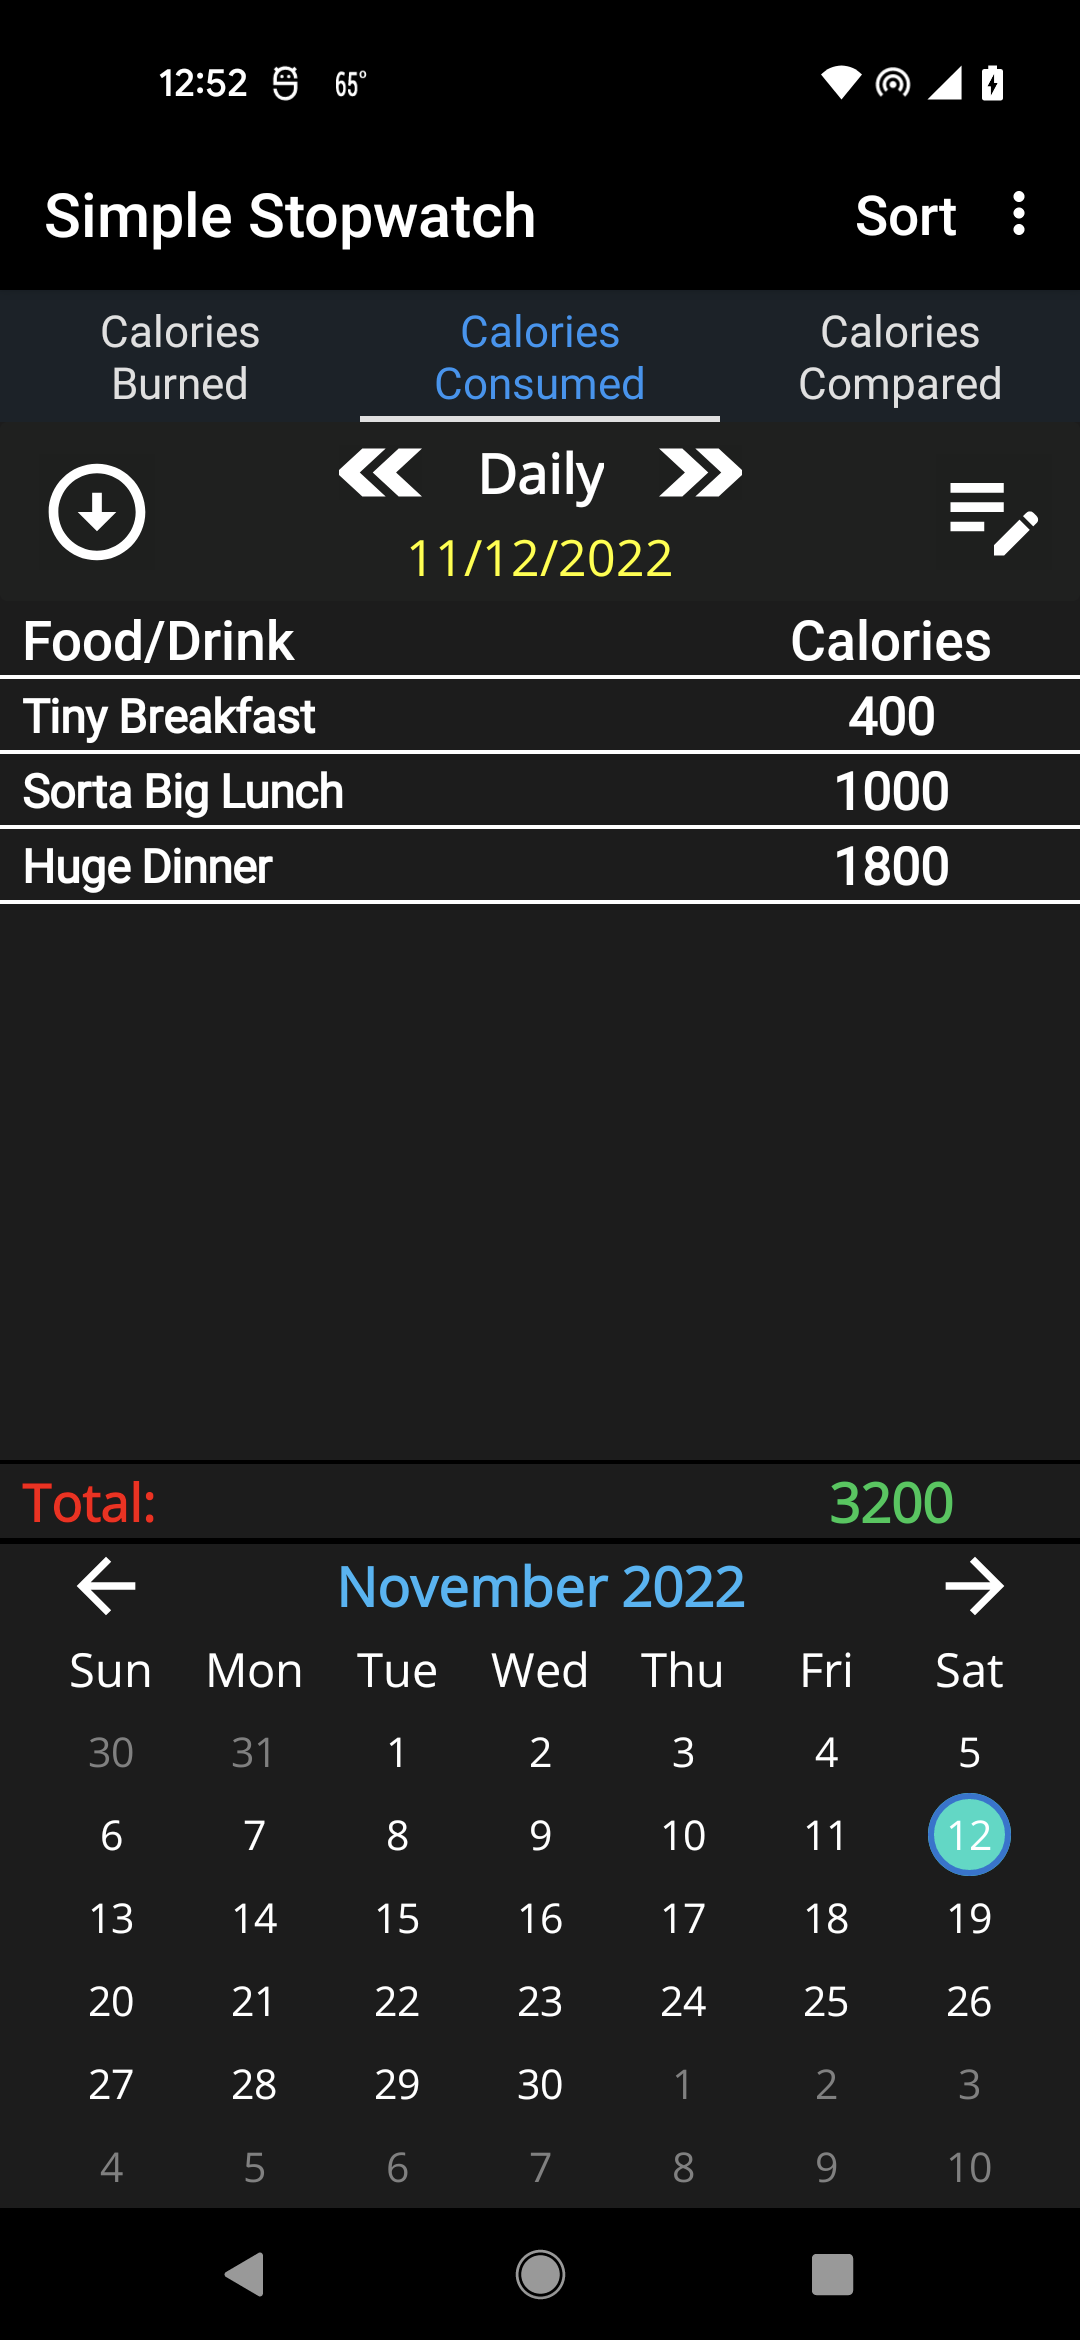 12:52 65°
Simple Stopwatch Sort
Calories Calories Calories
Burned Consumed Compared
Daily
11/12/2022
Food/Drink Calories
Tiny Breakfast 400
Sorta Big Lunch 1000
Huge Dinner 1800
Total: 3200
November 2022
Sun Mon Tue Wed Thu Fri Sat
30 31 1 2 3 4 5
6 7 8 9 10 11 12
13 14 15 16 17 18 19
20 21 22 23 24 25 26
27 28 29 30 1 2 3
4 5 6 7 8 9 10